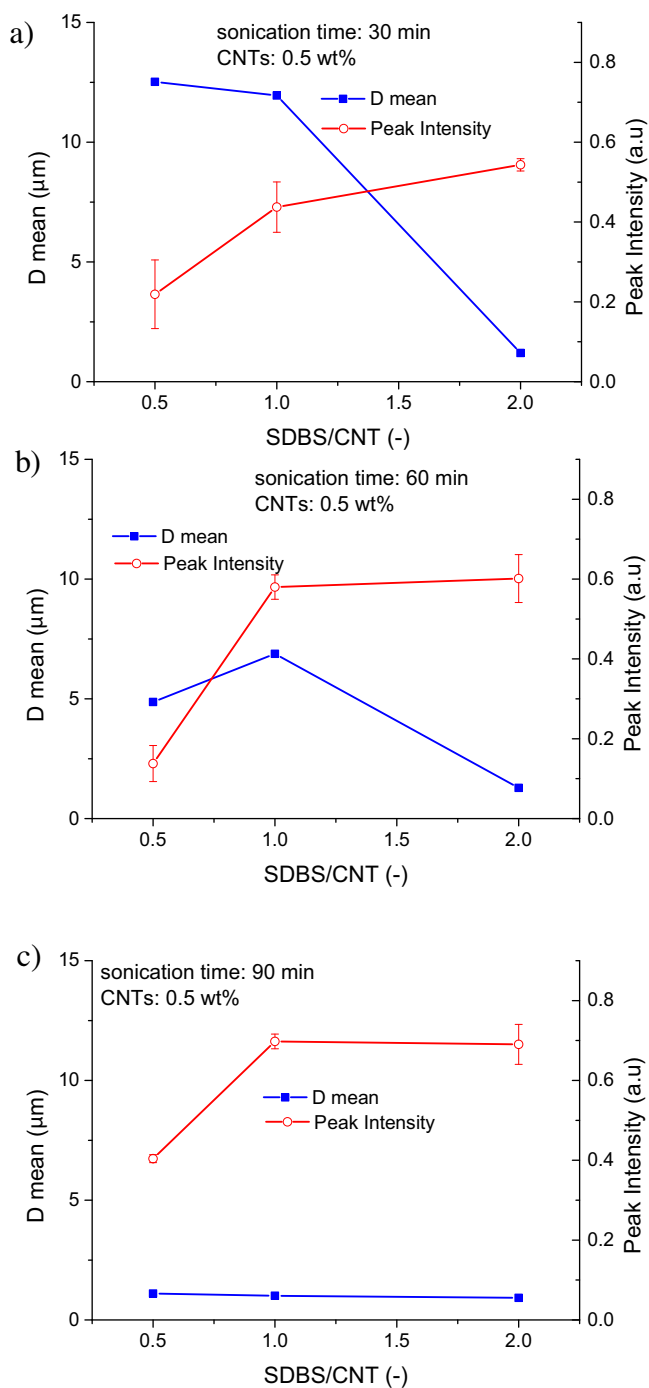 a)
sonication time: 30 min
CNTs: 0.5 wt%
D mean
Peak Intensity
15
10
5
0
D mean (μm)
0.8
0.6
0.4
0.2
0.0
Peak Intensity (a.u)
0.5 1.0 1.5 2.0
SDBS/CNT (-)
b)
sonication time: 60 min
CNTs: 0.5 wt%
D mean
Peak Intensity
15
10
5
0
D mean (μm)
0.8
0.6
0.4
0.2
0.0
Peak Intensity (a.u)
0.5 1.0 1.5 2.0
SDBS/CNT (-)
c)
sonication time: 90 min
CNTs: 0.5 wt%
D mean
Peak Intensity
15
10
5
0
D mean (μm)
0.8
0.6
0.4
0.2
0.0
Peak Intensity (a.u)
0.5 1.0 1.5 2.0
SDBS/CNT (-)